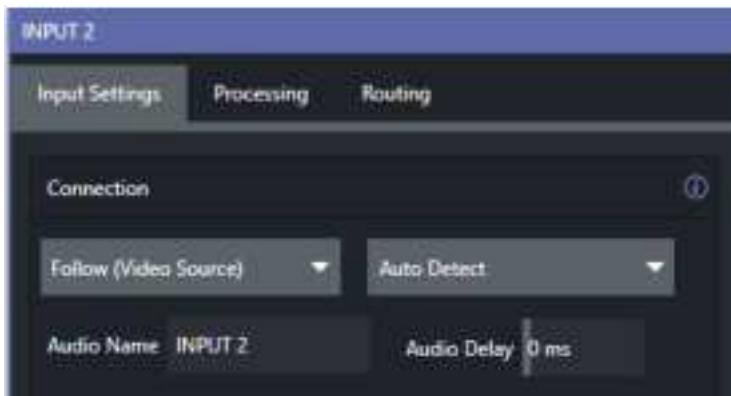 INPUT 2
Input Settings Processing Routing
Connection
Follow (Video Source) Auto Detect
Audio Name INPUT 2 Audio Delay 0 ms